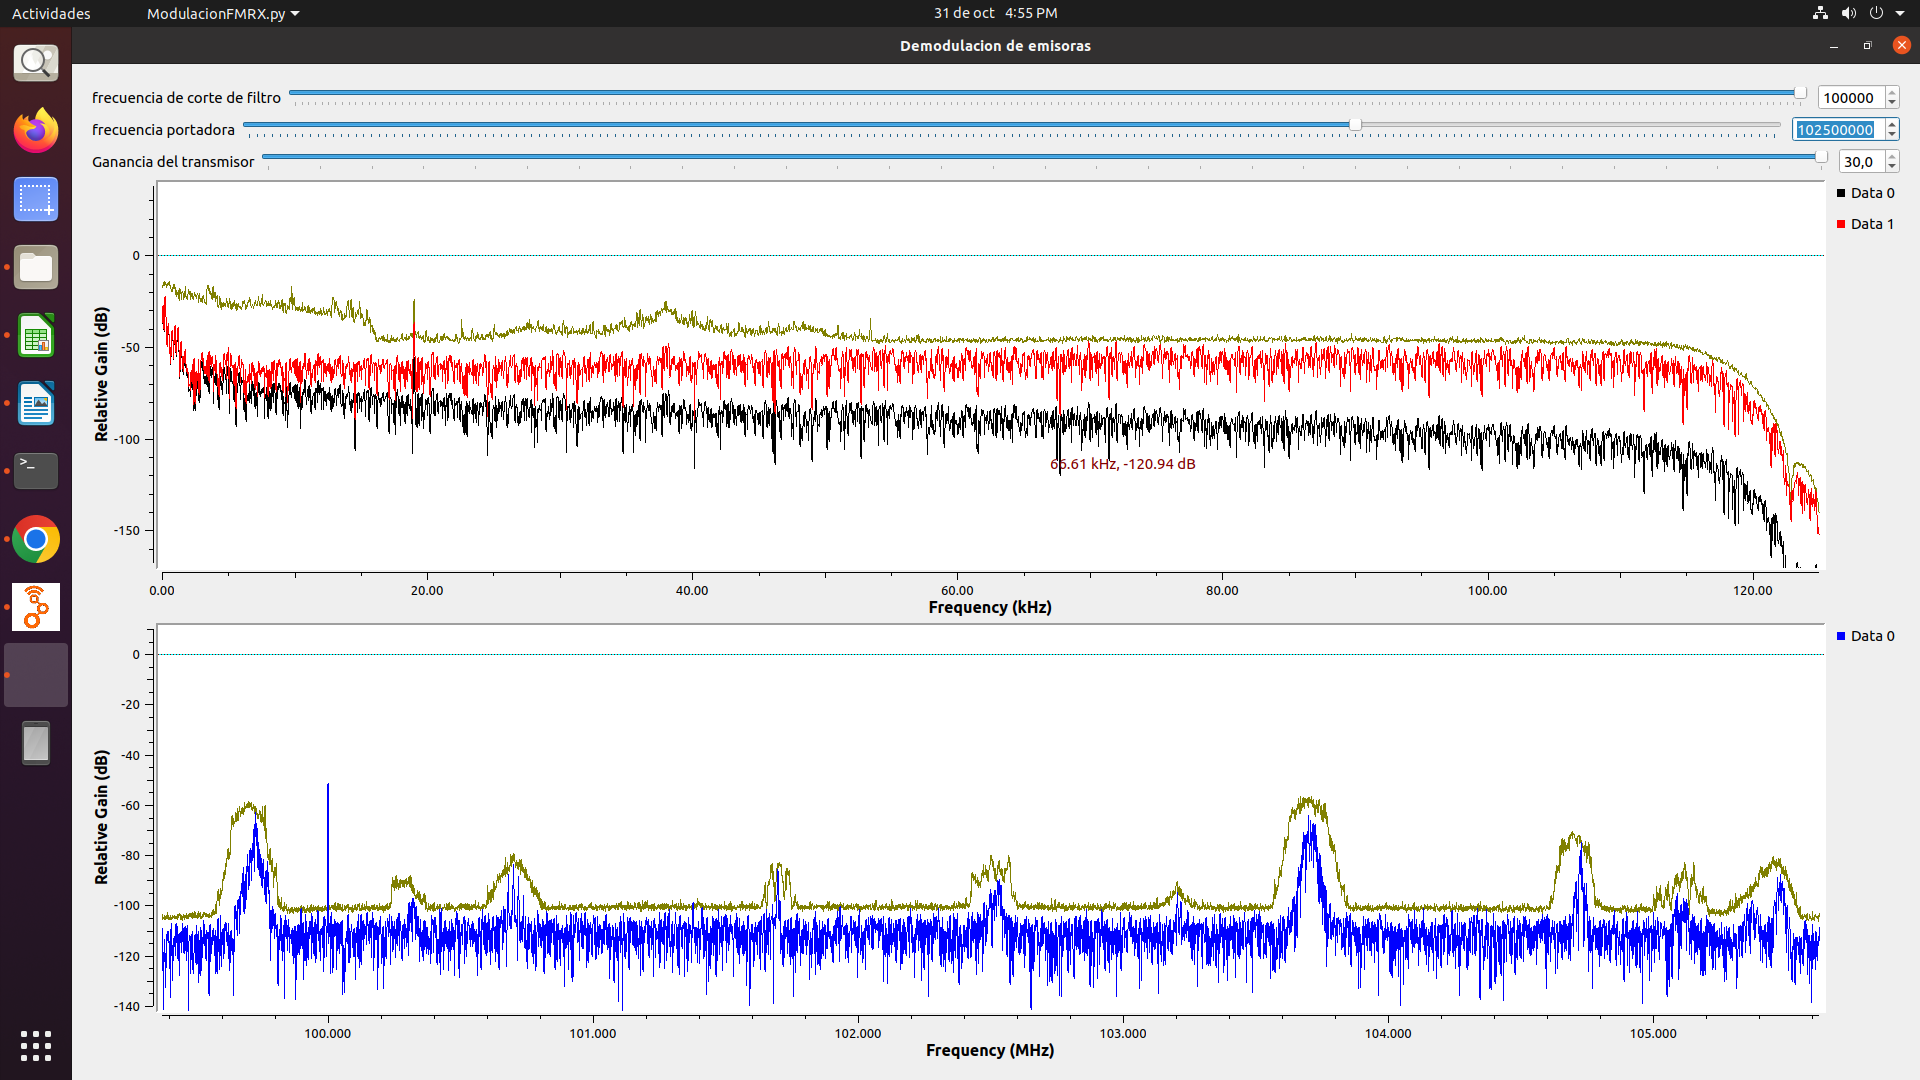 Actividades ModulacionFMRX.py 31 de oct 4:55 PM
Demodulacion de emisoras
frecuencia de corte de filtro 100000
frecuencia portadora 102500000
Ganancia del transmisor 30,0
Data 0
Data 1
Relative Gain (dB)
0
-50
-100
-150
66.61 kHz, -120.94 dB
0.00 20.00 40.00 60.00 80.00 100.00 120.00
Frequency (kHz)
Data 0
Relative Gain (dB)
0
-20
-40
-60
-80
-100
-120
-140
100.000 101.000 102.000 103.000 104.000 105.000
Frequency (MHz)